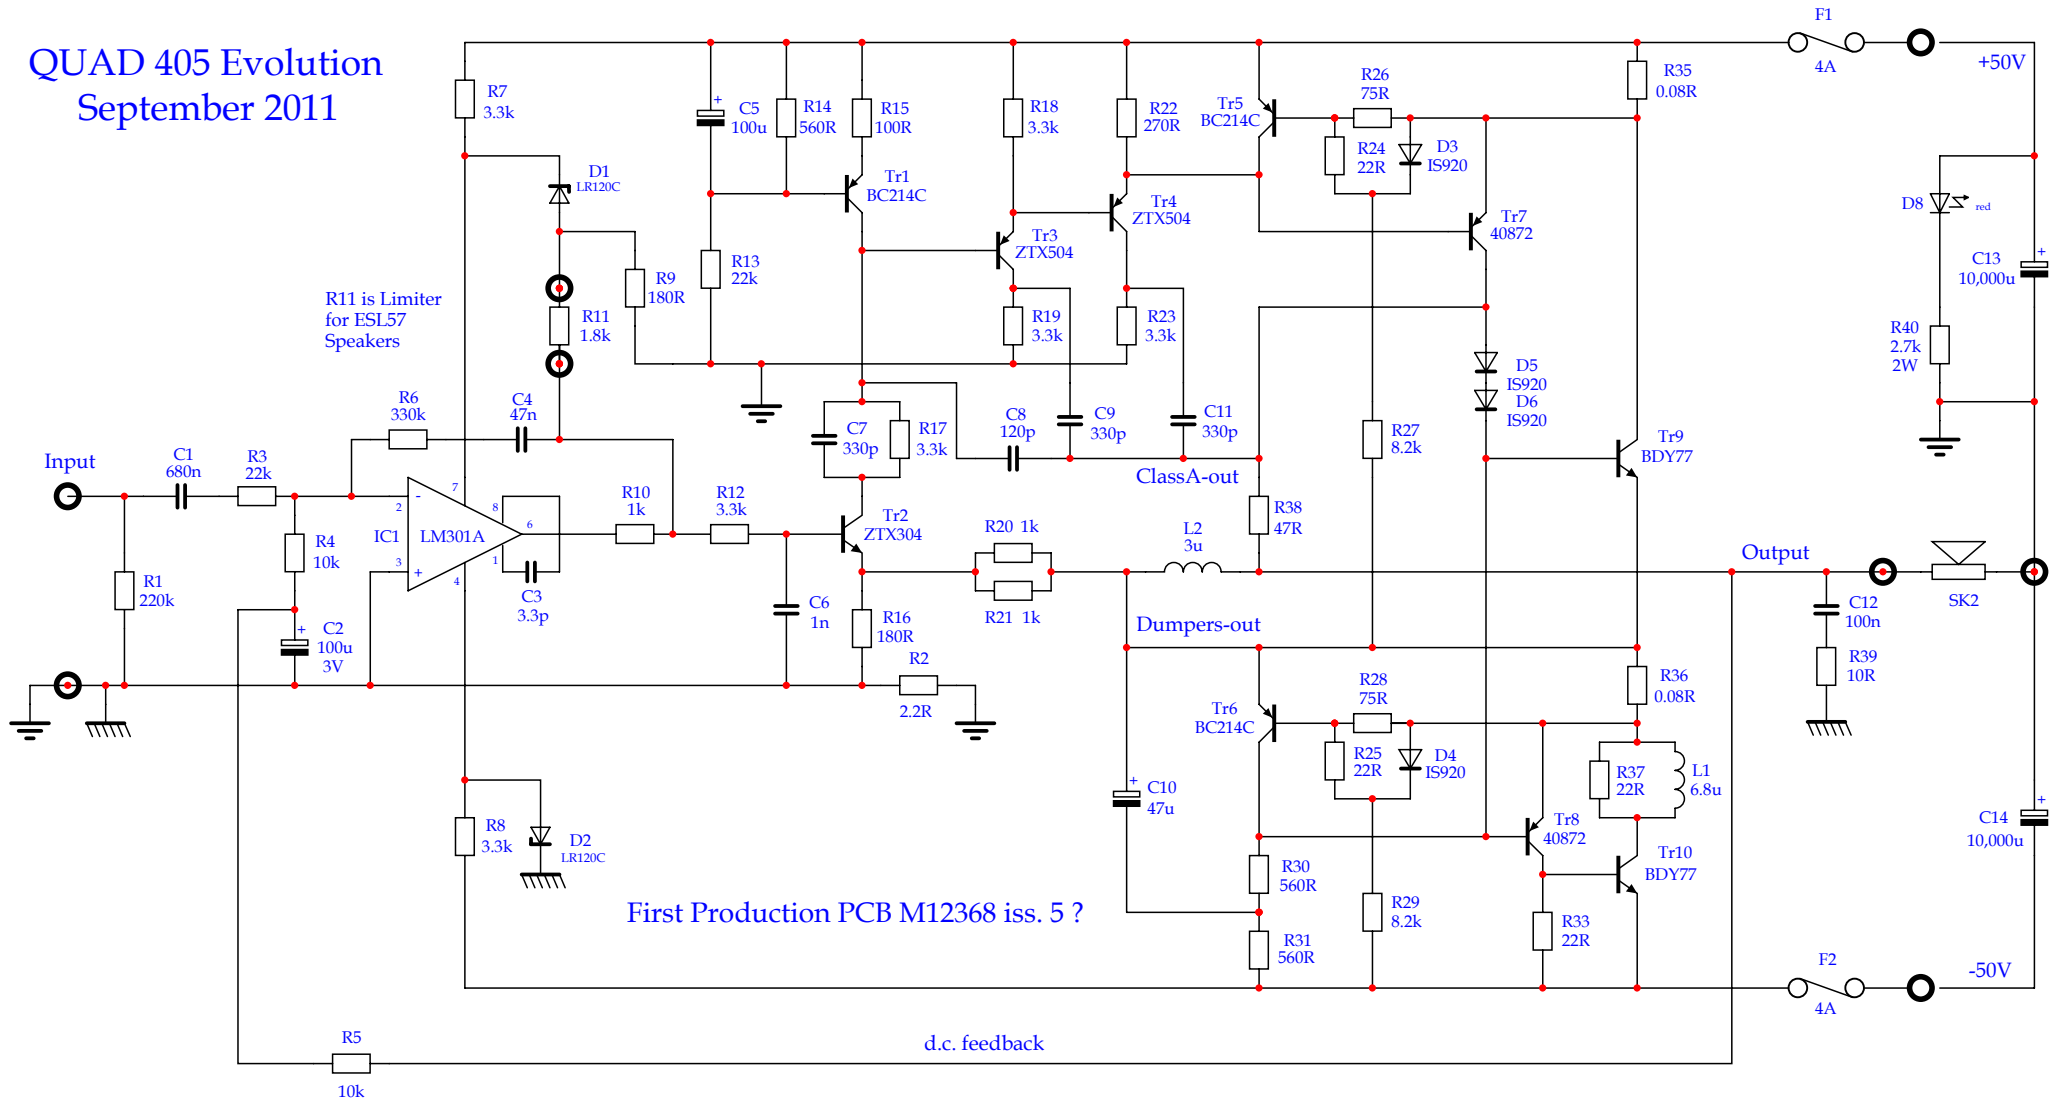 QUAD 405 Evolution
September 2011
F1
4A
+50V
R7
3.3k
C5
100u
+
R14
560R
R15
100R
R18
3.3k
R22
270R
Tr5
BC214C
R26
75R
R35
0.08R
R24
22R
D3
IS920
D1
LR120C
Tr1
BC214C
Tr4
ZTX504
Tr7
40872
D8
red
Tr3
ZTX504
R13
22k
R9
180R
C13
10,000u
+
R11 is Limiter
for ESL57
Speakers
R11
1.8k
R19
3.3k
R23
3.3k
R40
2.7k
2W
D5
IS920
D6
IS920
R6
330k
C4
47n
C7
330p
R17
3.3k
C8
120p
C9
330p
C11
330p
R27
8.2k
Tr9
BDY77
Input
C1
680n
R3
22k
ClassA-out
7
-
2
8
IC1
LM301A
6
3
+
1
4
R10
1k
R12
3.3k
Tr2
ZTX304
R20 1k
L2
3u
R38
47R
R4
10k
Output
R1
220k
C3
3.3p
C6
1n
R16
180R
R21 1k
C12
100n
SK2
Dumpers-out
+
C2
100u
3V
R2
2.2R
R39
10R
R36
0.08R
R28
75R
Tr6
BC214C
R25
22R
D4
IS920
R37
22R
L1
6.8u
+
C10
47u
R8
3.3k
D2
LR120C
Tr8
40872
C14
10,000u
+
Tr10
BDY77
R30
560R
First Production PCB M12368 iss. 5 ?
R29
8.2k
R33
22R
R31
560R
F2
4A
-50V
R5
10k
d.c. feedback